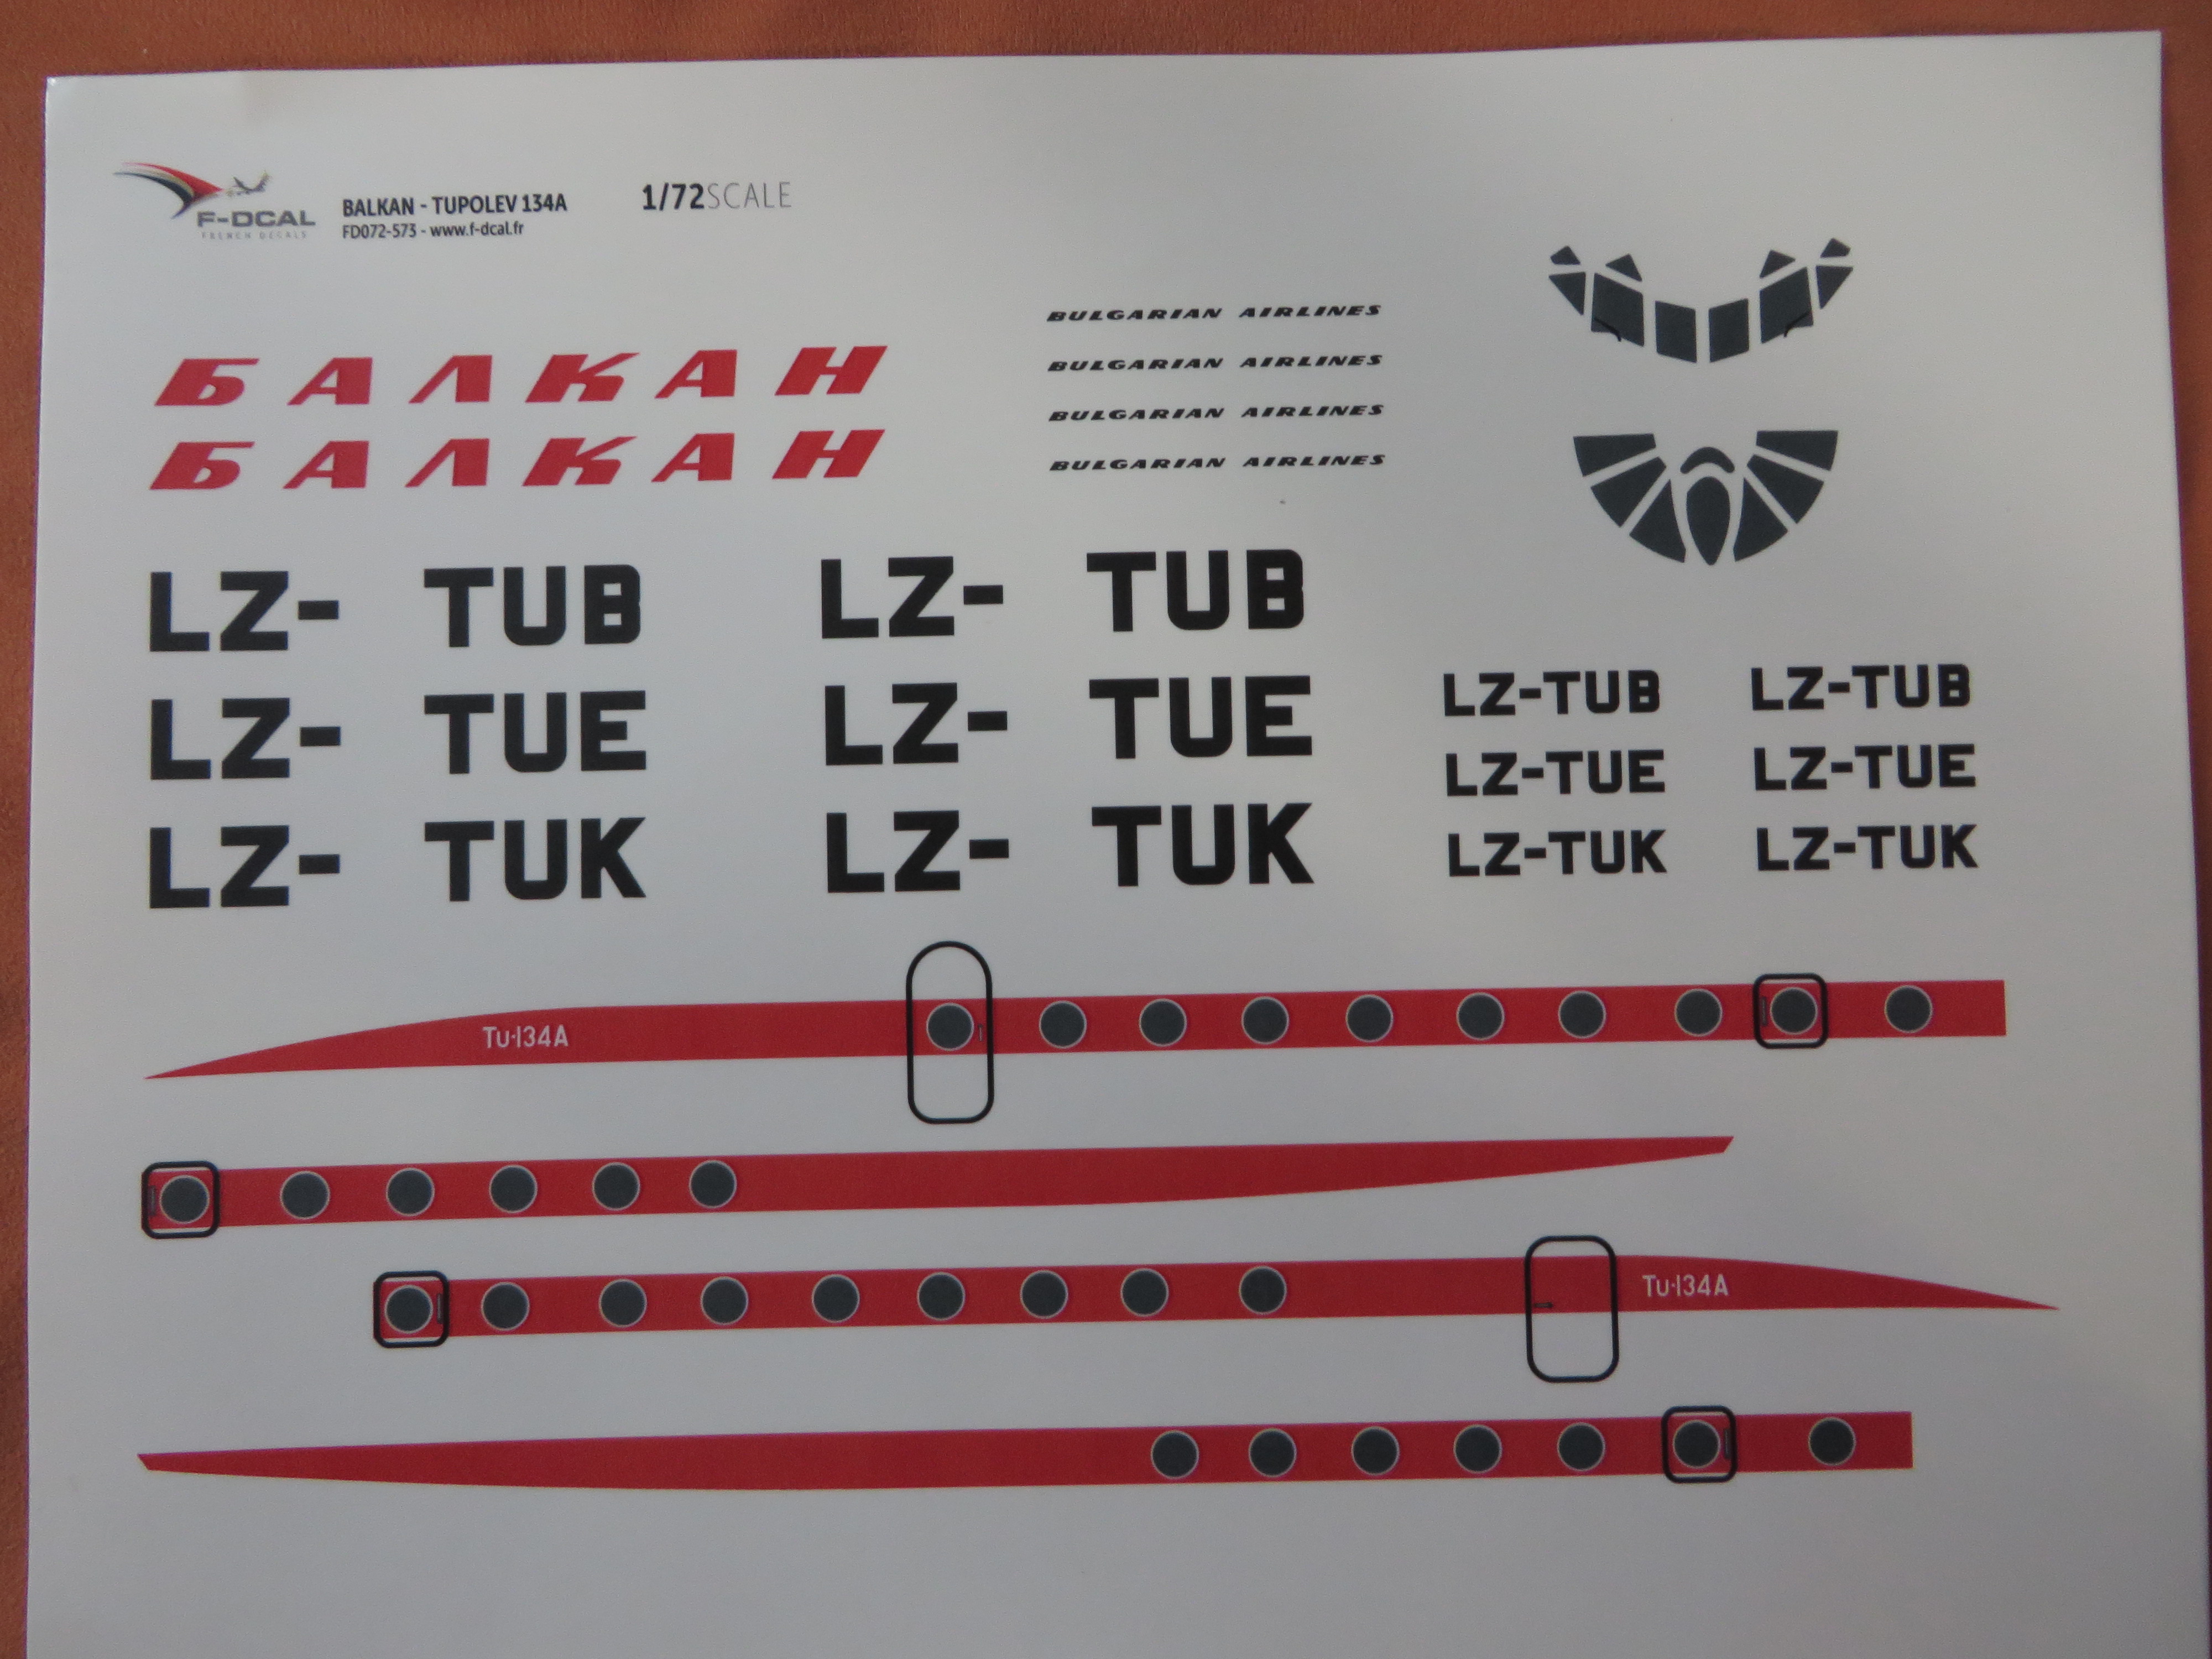 F-DCAL
FRENCH DECALS
BALKAN - TUPOLEV 134A
FD072-573 - www.f-dcal.fr
1/72SCALE
БАЛКАН
БАЛКАН
BULGARIAN AIRLINES
BULGARIAN AIRLINES
BULGARIAN AIRLINES
BULGARIAN AIRLINES
LZ- TUB
LZ- TUE
LZ- TUK
LZ- TUB
LZ- TUE
LZ- TUK
LZ-TUB
LZ-TUE
LZ-TUK
LZ-TUB
LZ-TUE
LZ-TUK
Tu-134A
Tu-134A